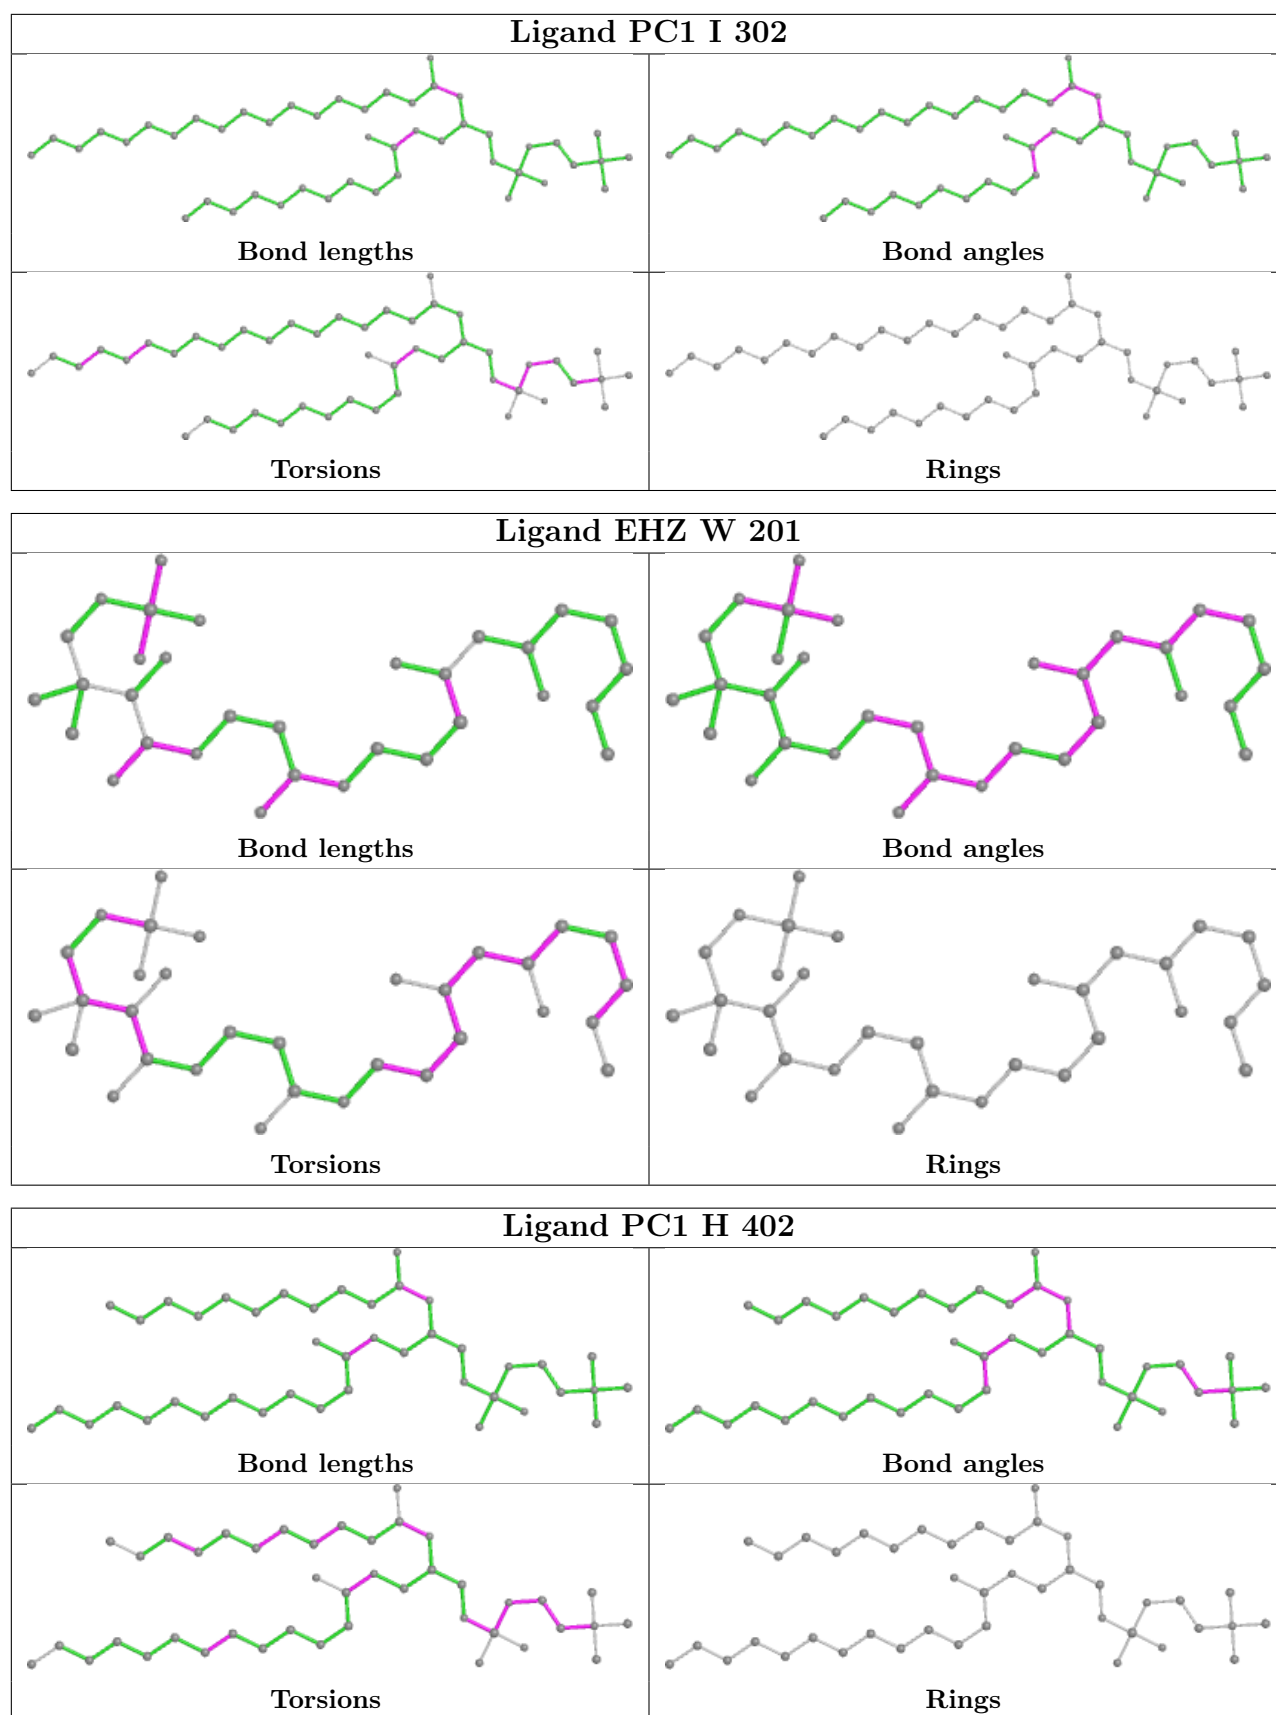 Ligand PC1 I 302
Bond lengths
Bond angles
Torsions
Rings
Ligand EHZ W 201
Bond lengths
Bond angles
Torsions
Rings
Ligand PC1 H 402
Bond lengths
Bond angles
Torsions
Rings